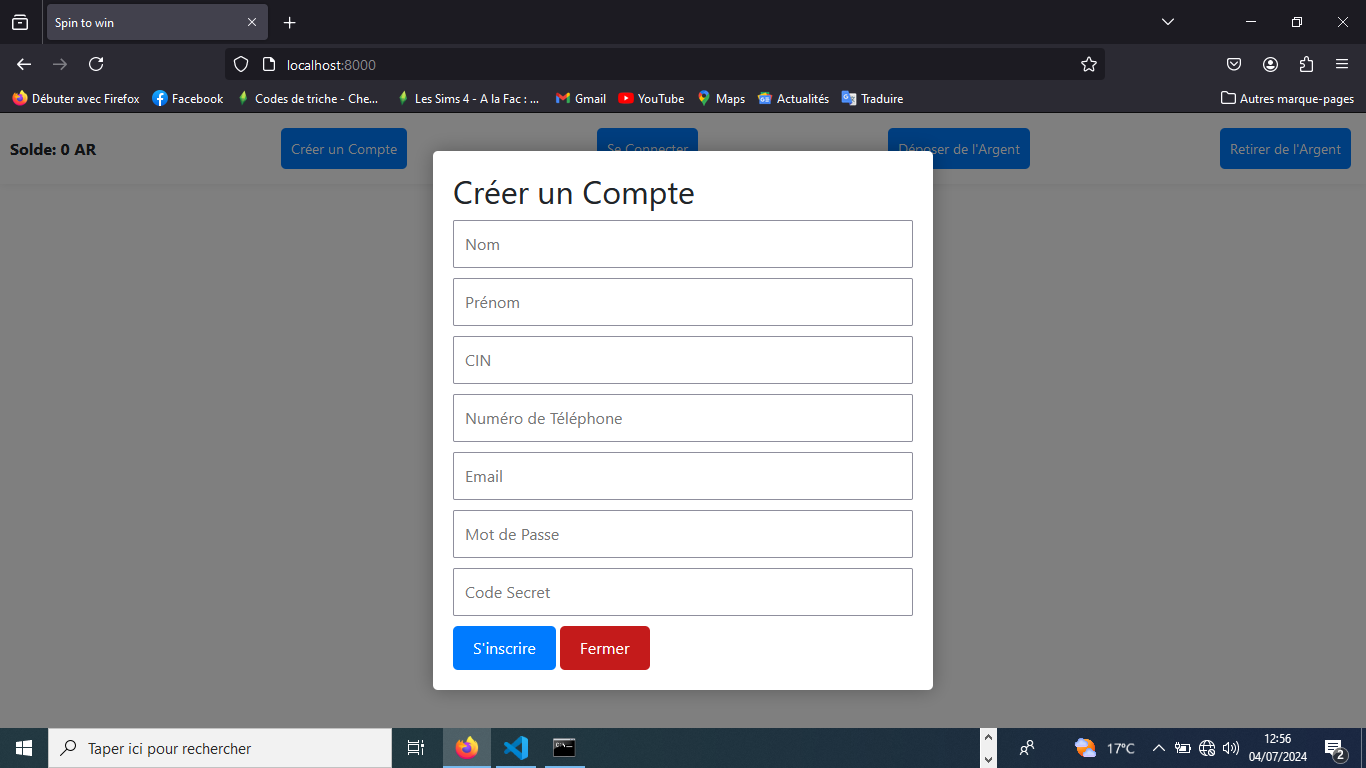 Spin to win
localhost:8000
Débuter avec Firefox
Facebook
Codes de triche - Che...
Les Sims 4 - A la Fac : ...
Gmail
YouTube
Maps
Actualités
Traduire
Autres marque-pages
Solde: 0 AR
Créer un Compte
Se Connecter
Déposer de l'Argent
Retirer de l'Argent
Créer un Compte
Nom
Prénom
CIN
Numéro de Téléphone
Email
Mot de Passe
Code Secret
S'inscrire
Fermer
Taper ici pour rechercher
17°C
12:56
04/07/2024
2